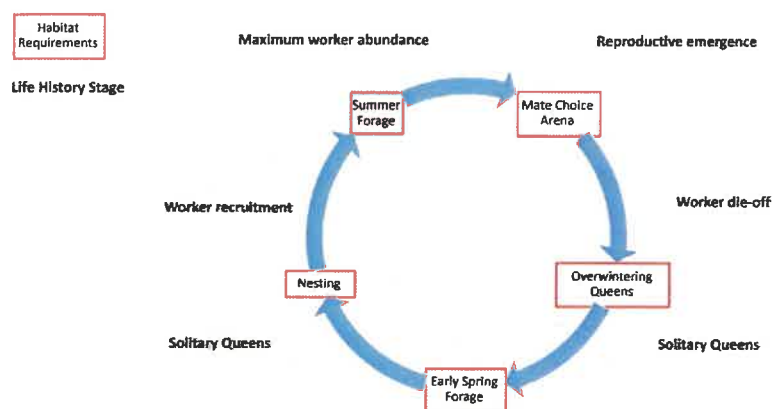 Habitat
Requirements
Maximum worker abundance
Reproductive emergence
Life History Stage
Summer
Forage
Mate Choice
Arena
Worker recruitment
Worker die-off
Nesting
Overwintering
Queens
Solitary Queens
Solitary Queens
Early Spring
Forage